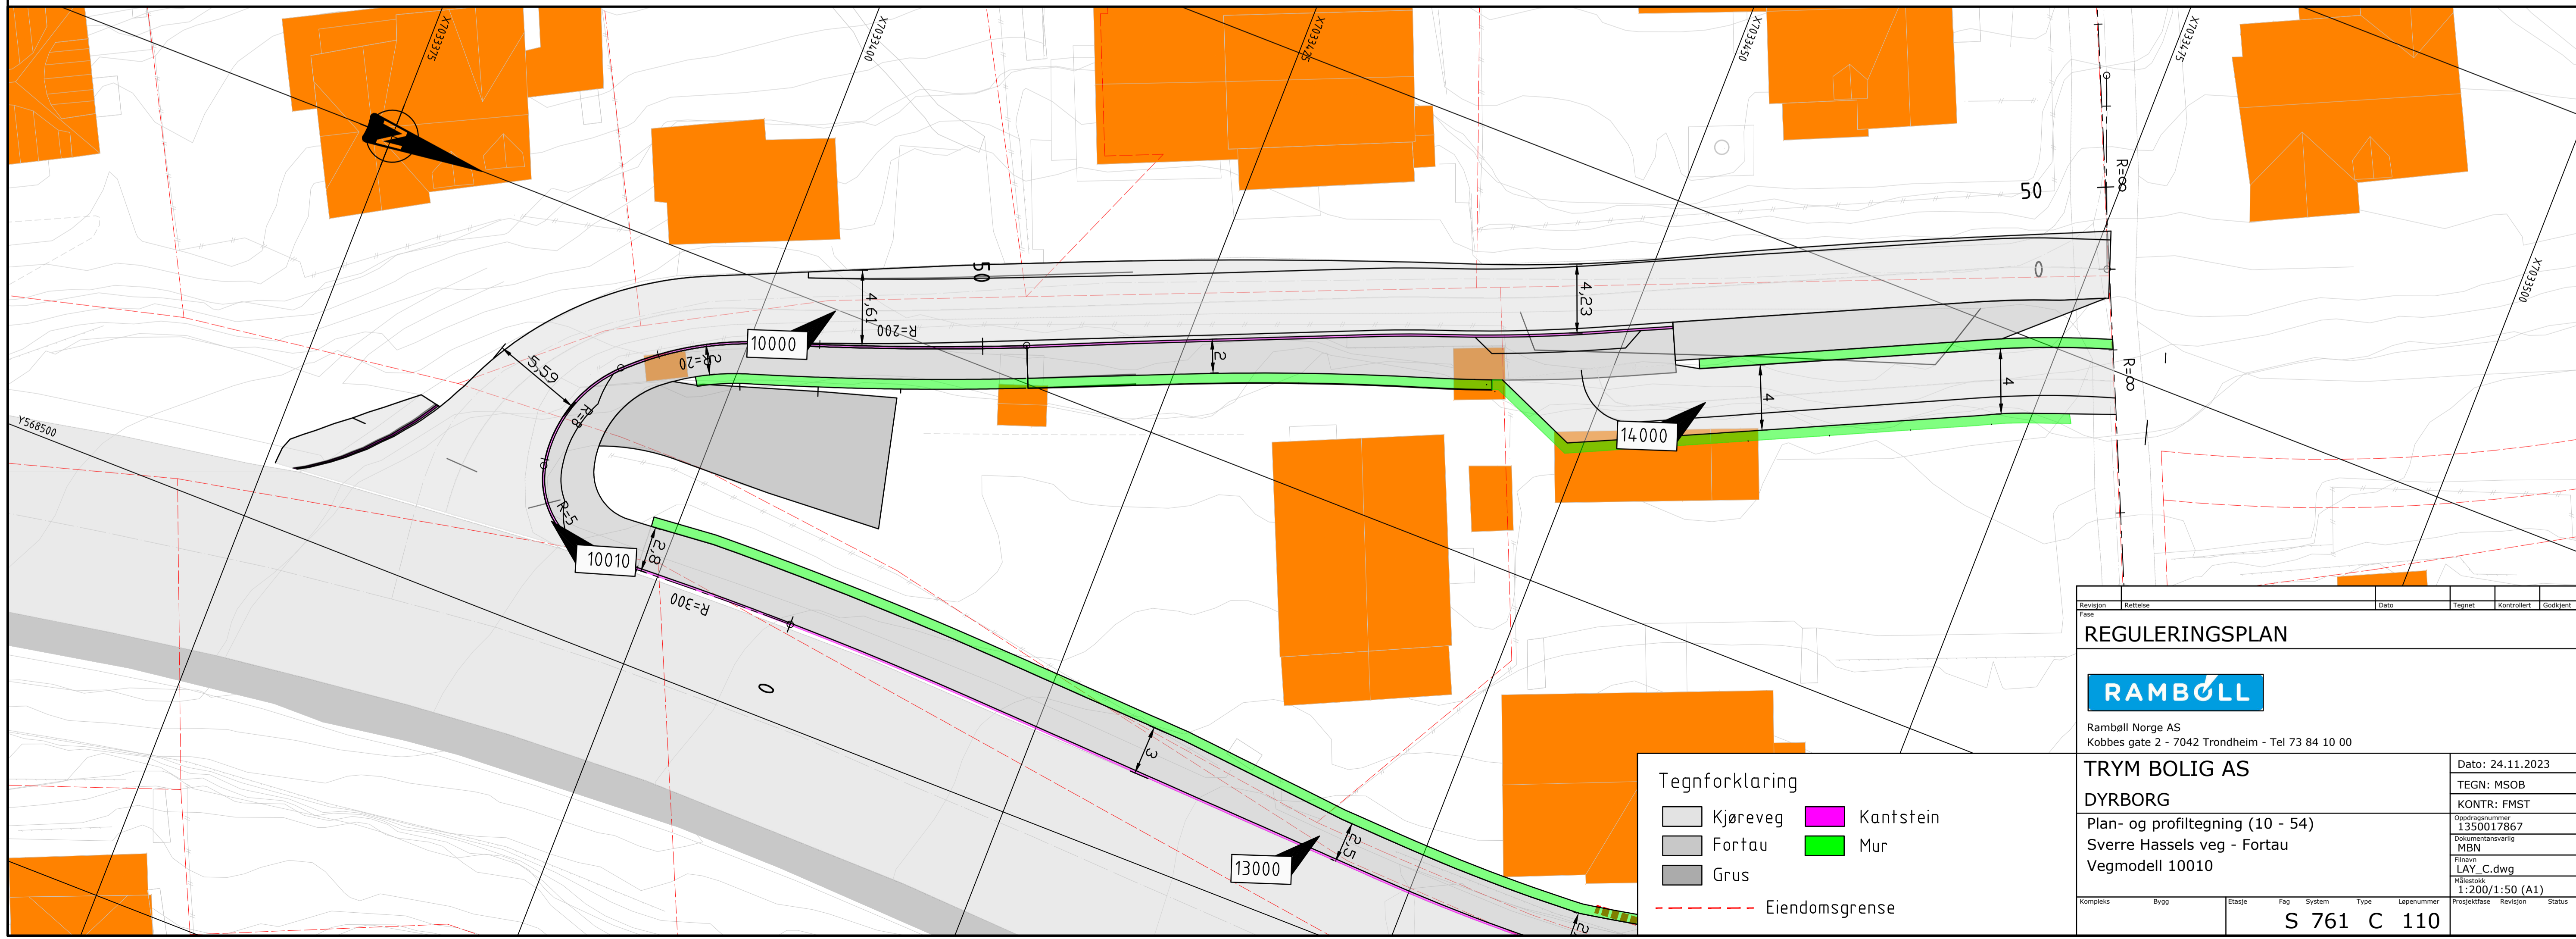 X7033375
X7033400
X7033425
X7033450
X7033475
X7033500
Y568500
N
50
R=∞
0
50
4,61
R=200
10000
4,23
5,59
2
R=20
2
R=∞
4
4
R=8
14000
R=5
10010
2,8
R=300
0
3
2,5
13000
2,
Tegnforklaring
Kjøreveg
Kantstein
Fortau
Mur
Grus
Eiendomsgrense
Revisjon Rettelse Dato Tegnet Kontrollert Godkjent
Fase
REGULERINGSPLAN
RAMBOLL
Rambøll Norge AS
Kobbes gate 2 - 7042 Trondheim - Tel 73 84 10 00
TRYM BOLIG AS
DYRBORG
Plan- og profiltegning (10 - 54)
Sverre Hassels veg - Fortau
Vegmodell 10010
Dato: 24.11.2023
TEGN: MSOB
KONTR: FMST
Oppdragsnummer
1350017867
Dokumentansvarlig
MBN
Filnavn
LAY_C.dwg
Målestokk
1:200/1:50 (A1)
Kompleks Bygg Etasje Fag System Type Løpenummer Prosjektfase Revisjon Status
S 761 C 110